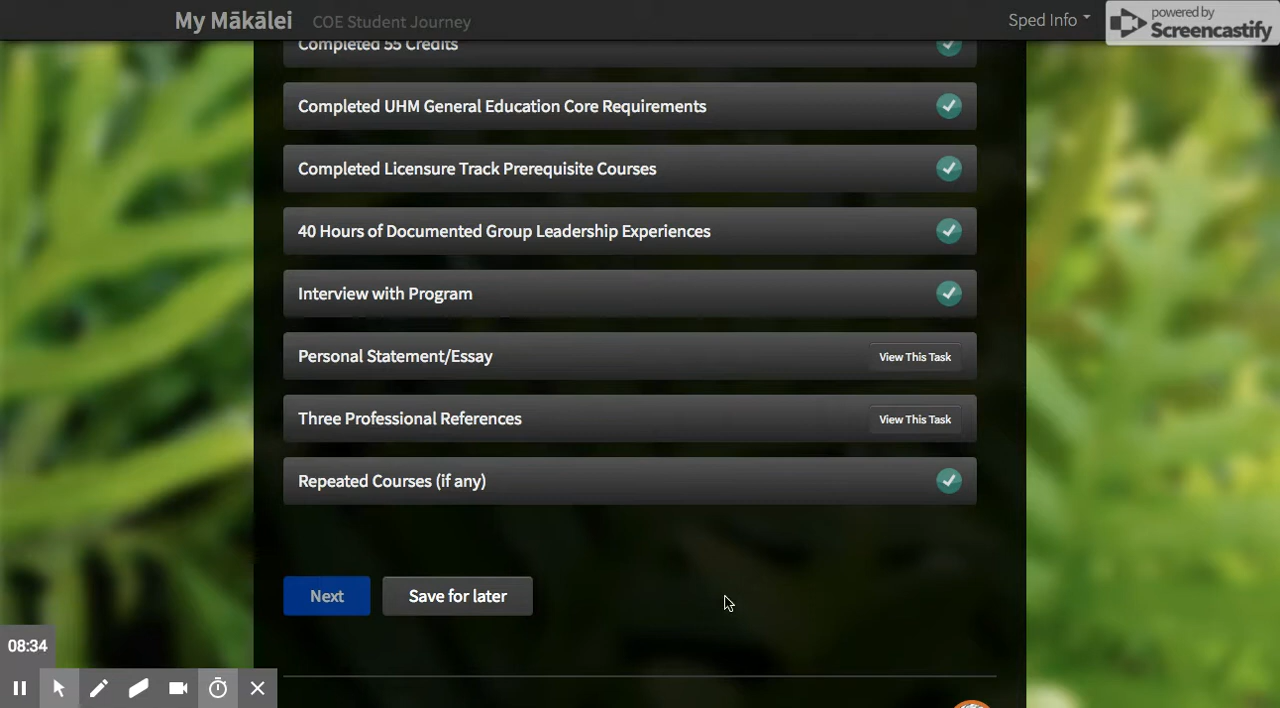 My Mākālei COE Student Journey Sped Info
powered by
Screencastify
Completed 55 Credits
Completed UHM General Education Core Requirements
Completed Licensure Track Prerequisite Courses
40 Hours of Documented Group Leadership Experiences
Interview with Program
Personal Statement/Essay View This Task
Three Professional References View This Task
Repeated Courses (if any)
Next Save for later
08:34